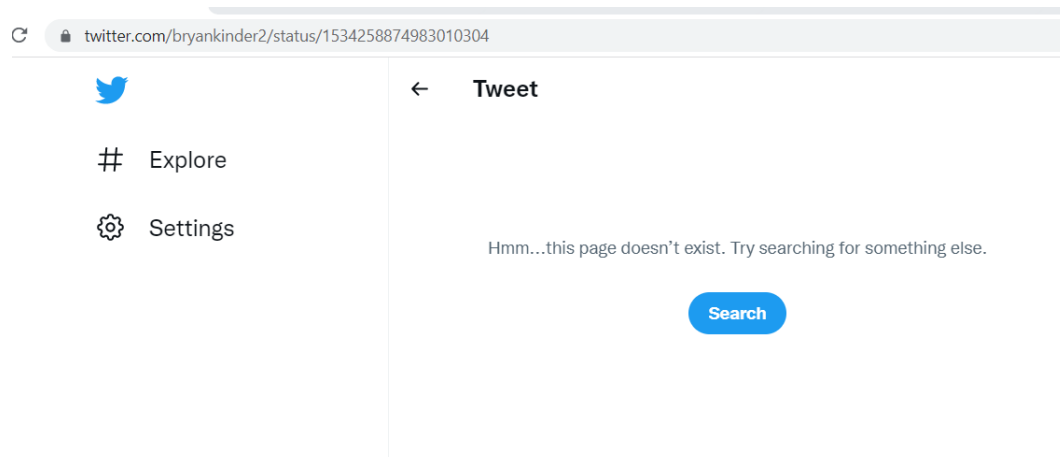 twitter.com/bryankinder2/status/1534258874983010304
Tweet
Explore
Settings
Hmm...this page doesn’t exist. Try searching for something else.
Search